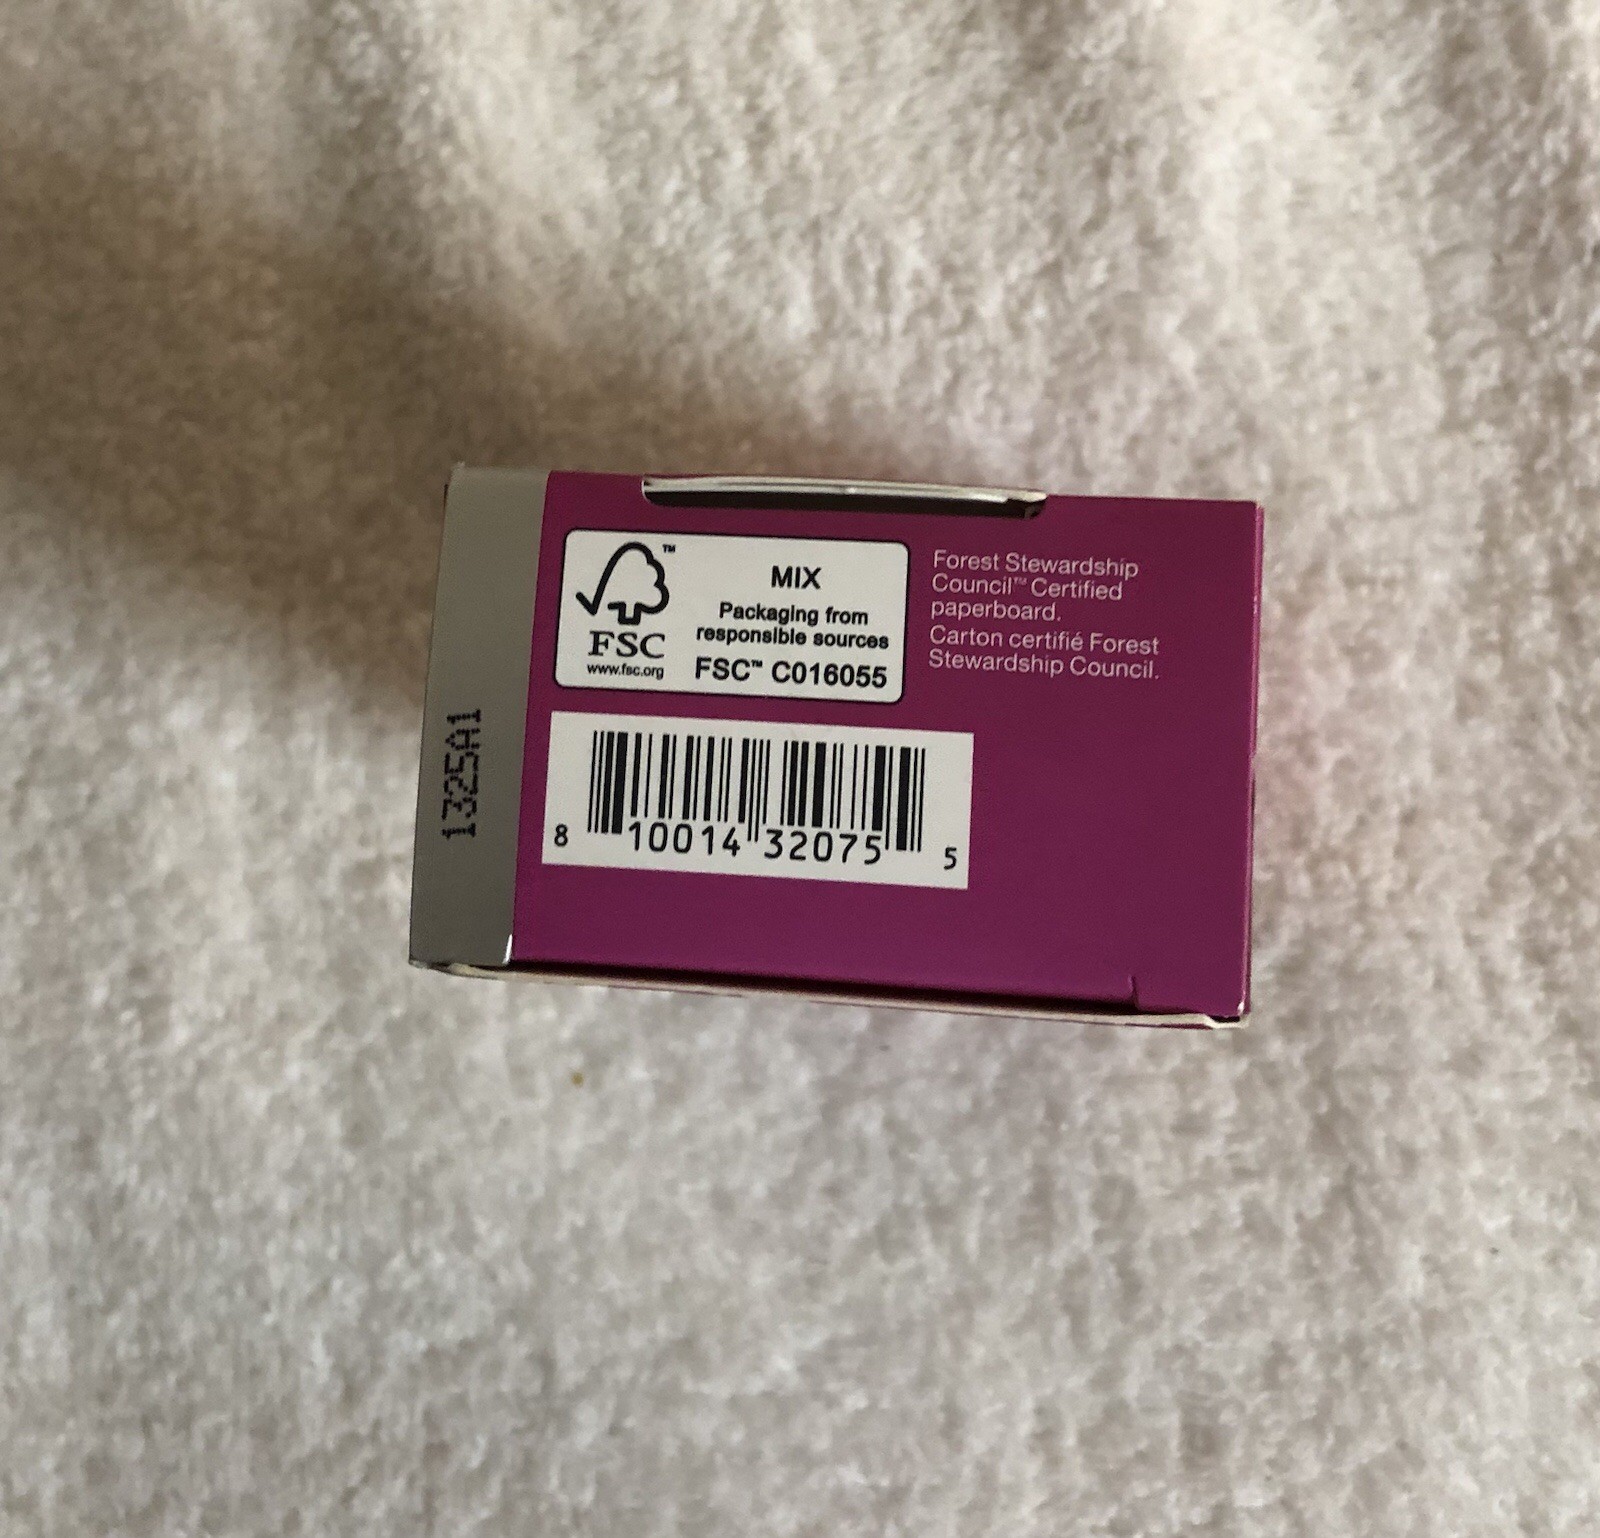 FSC™
www.fsc.org
MIX
Packaging from
responsible sources
FSC™ C016055
Forest Stewardship
Council™ Certified
paperboard.
Carton certifié Forest
Stewardship Council.
1325A1
8 10014 32075 5